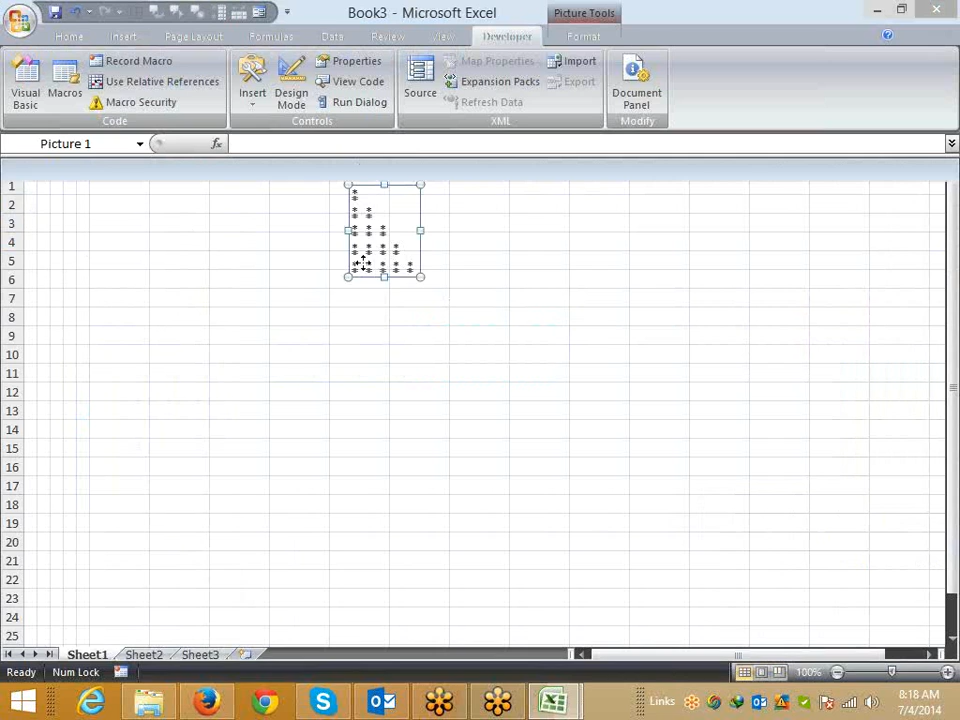 Book3 - Microsoft Excel
Picture Tools
Home Insert Page Layout Formulas Data Review View Developer Format
Visual Basic
Macros
Record Macro
Use Relative References
Macro Security
Code
Insert
Design Mode
Properties
View Code
Run Dialog
Controls
Source
Map Properties
Expansion Packs
Refresh Data
Import
Export
XML
Document Panel
Modify
Picture 1
fx
1
2
3
4
5
6
7
8
9
10
11
12
13
14
15
16
17
18
19
20
21
22
23
24
25
*
* *
* * *
* * * *
* * * * *
Sheet1 Sheet2 Sheet3
Ready Num Lock 100%
Links
8:18 AM
7/4/2014